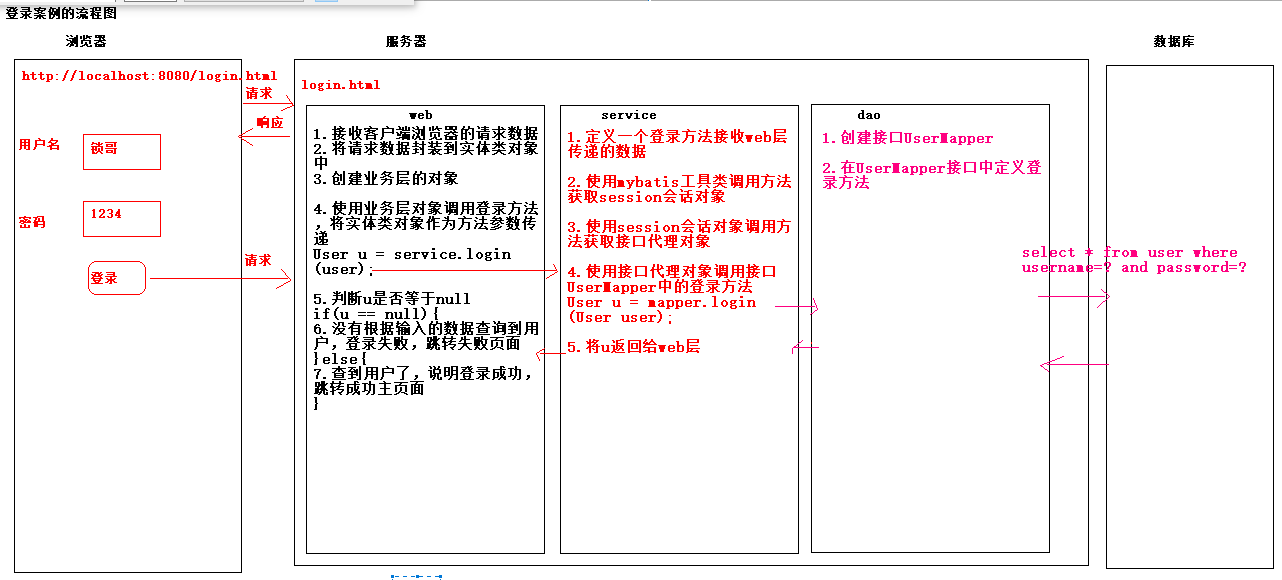 登录案例的流程图
浏览器
服务器
数据库
http://localhost:8080/login.html
请求
响应
用户名
锁哥
密码
1234
登录
请求
login.html
web
1.接收客户端浏览器的请求数据
2.将请求数据封装到实体类对象
中
3.创建业务层的对象
4.使用业务层对象调用登录方法
,将实体类对象作为方法参数传
递
User u = service.login
(user);
5.判断u是否等于null
if(u == null){
6.没有根据输入的数据查询到用
户，登录失败，跳转失败页面
}else{
7.查到用户了，说明登录成功，
跳转成功主页面
}
service
1.定义一个登录方法接收web层
传递的数据
2.使用mybatis工具类调用方法
获取session会话对象
3.使用session会话对象调用方
法获取接口代理对象
4.使用接口代理对象调用接口
UserMapper中的登录方法
User u = mapper.login
(User user);
5.将u返回给web层
dao
1.创建接口UserMapper
2.在UserMapper接口中定义登
录方法
select * from user where
username=? and password=?